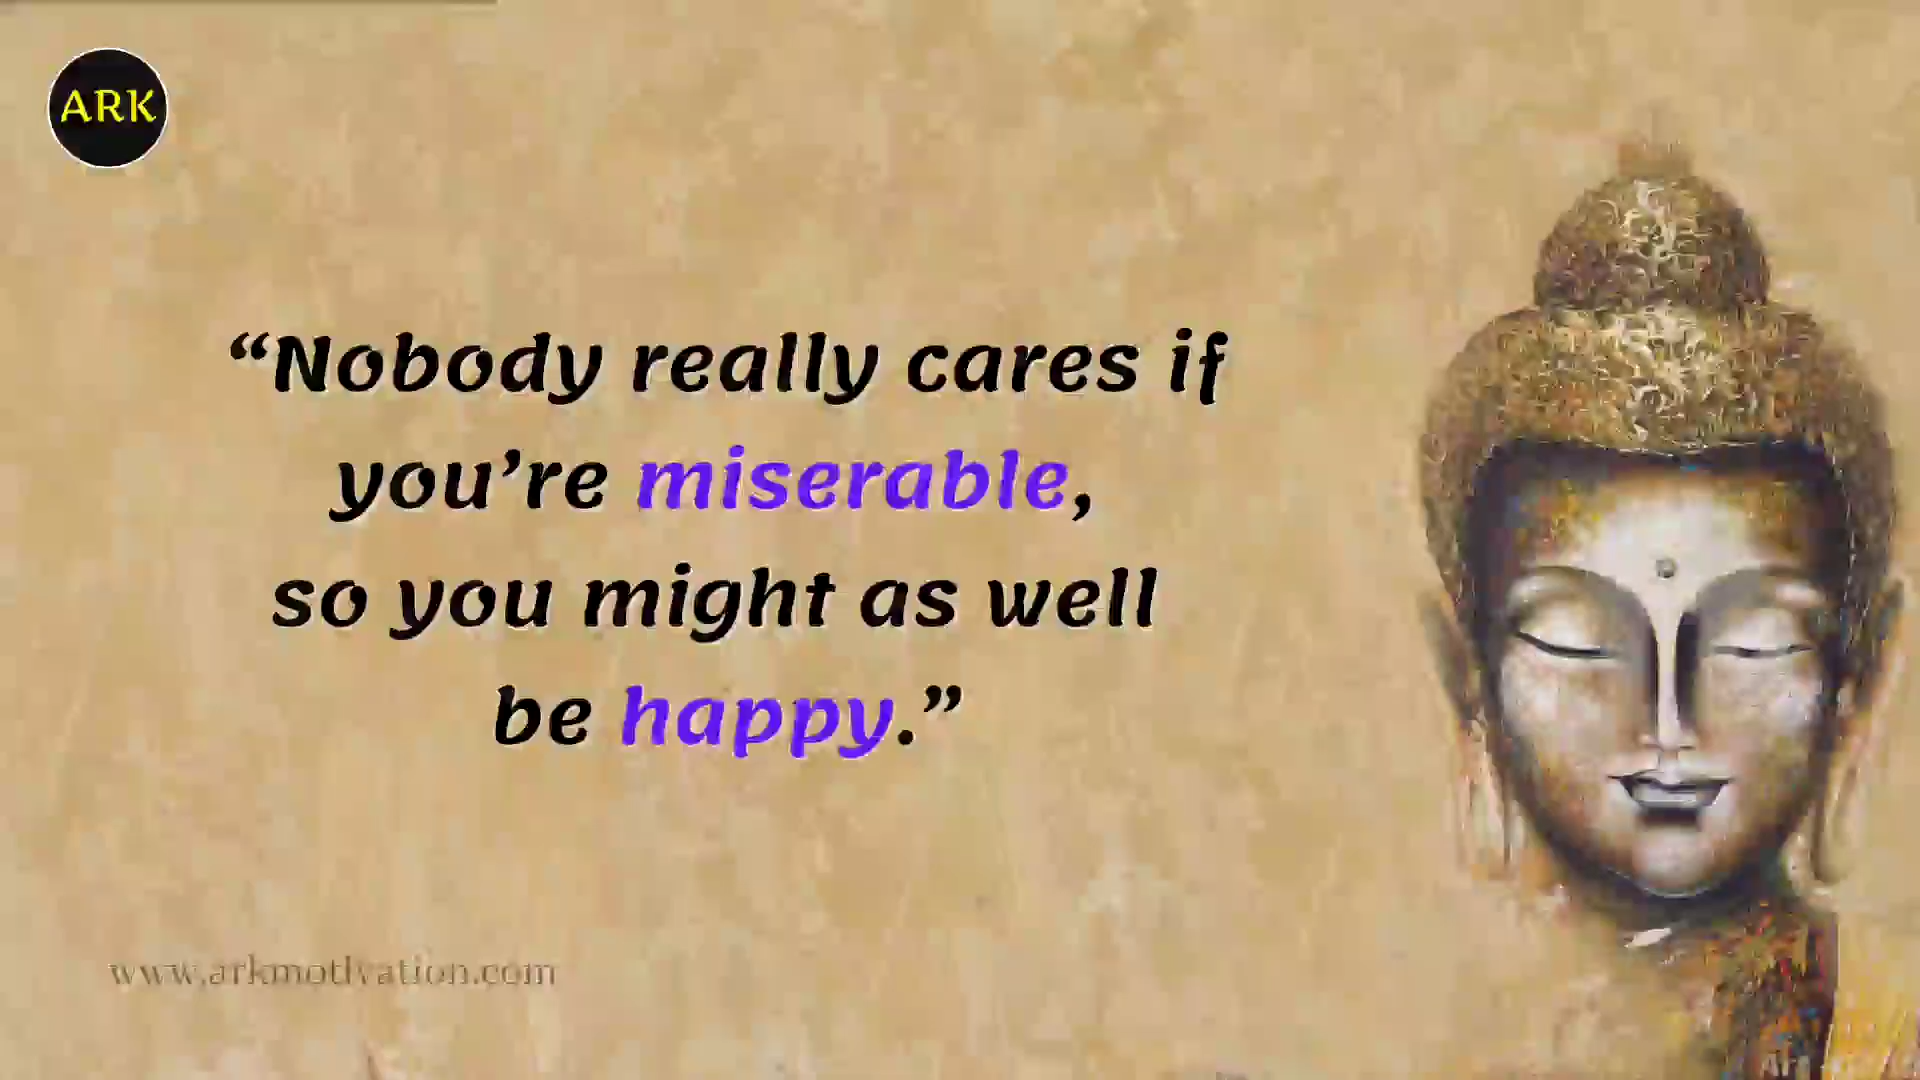 ARK
“Nobody really cares if
you’re miserable,
so you might as well
be happy.”
www.arkmotivation.com